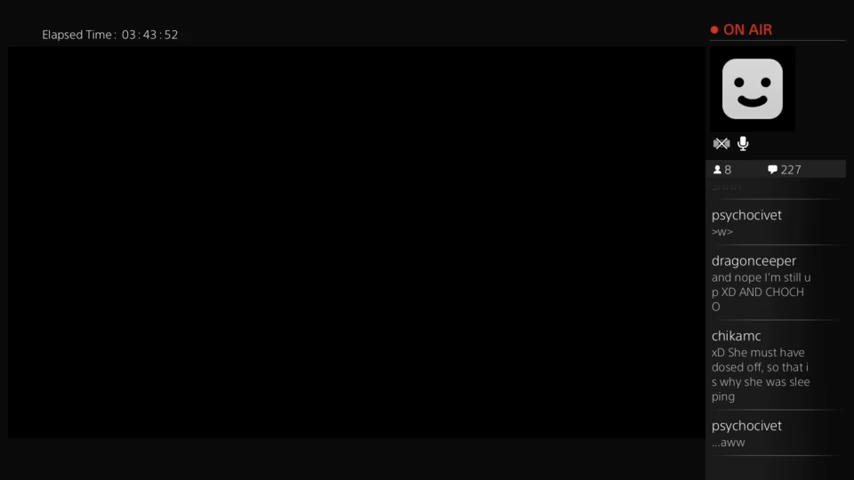 Elapsed Time: 03:43:52
ON AIR
8 227
psychocivet
>w>
dragonceeper
and nope I'm still u
p XD AND CHOCH
O
chikamc
xD She must have
dosed off, so that i
s why she was slee
ping
psychocivet
...aww